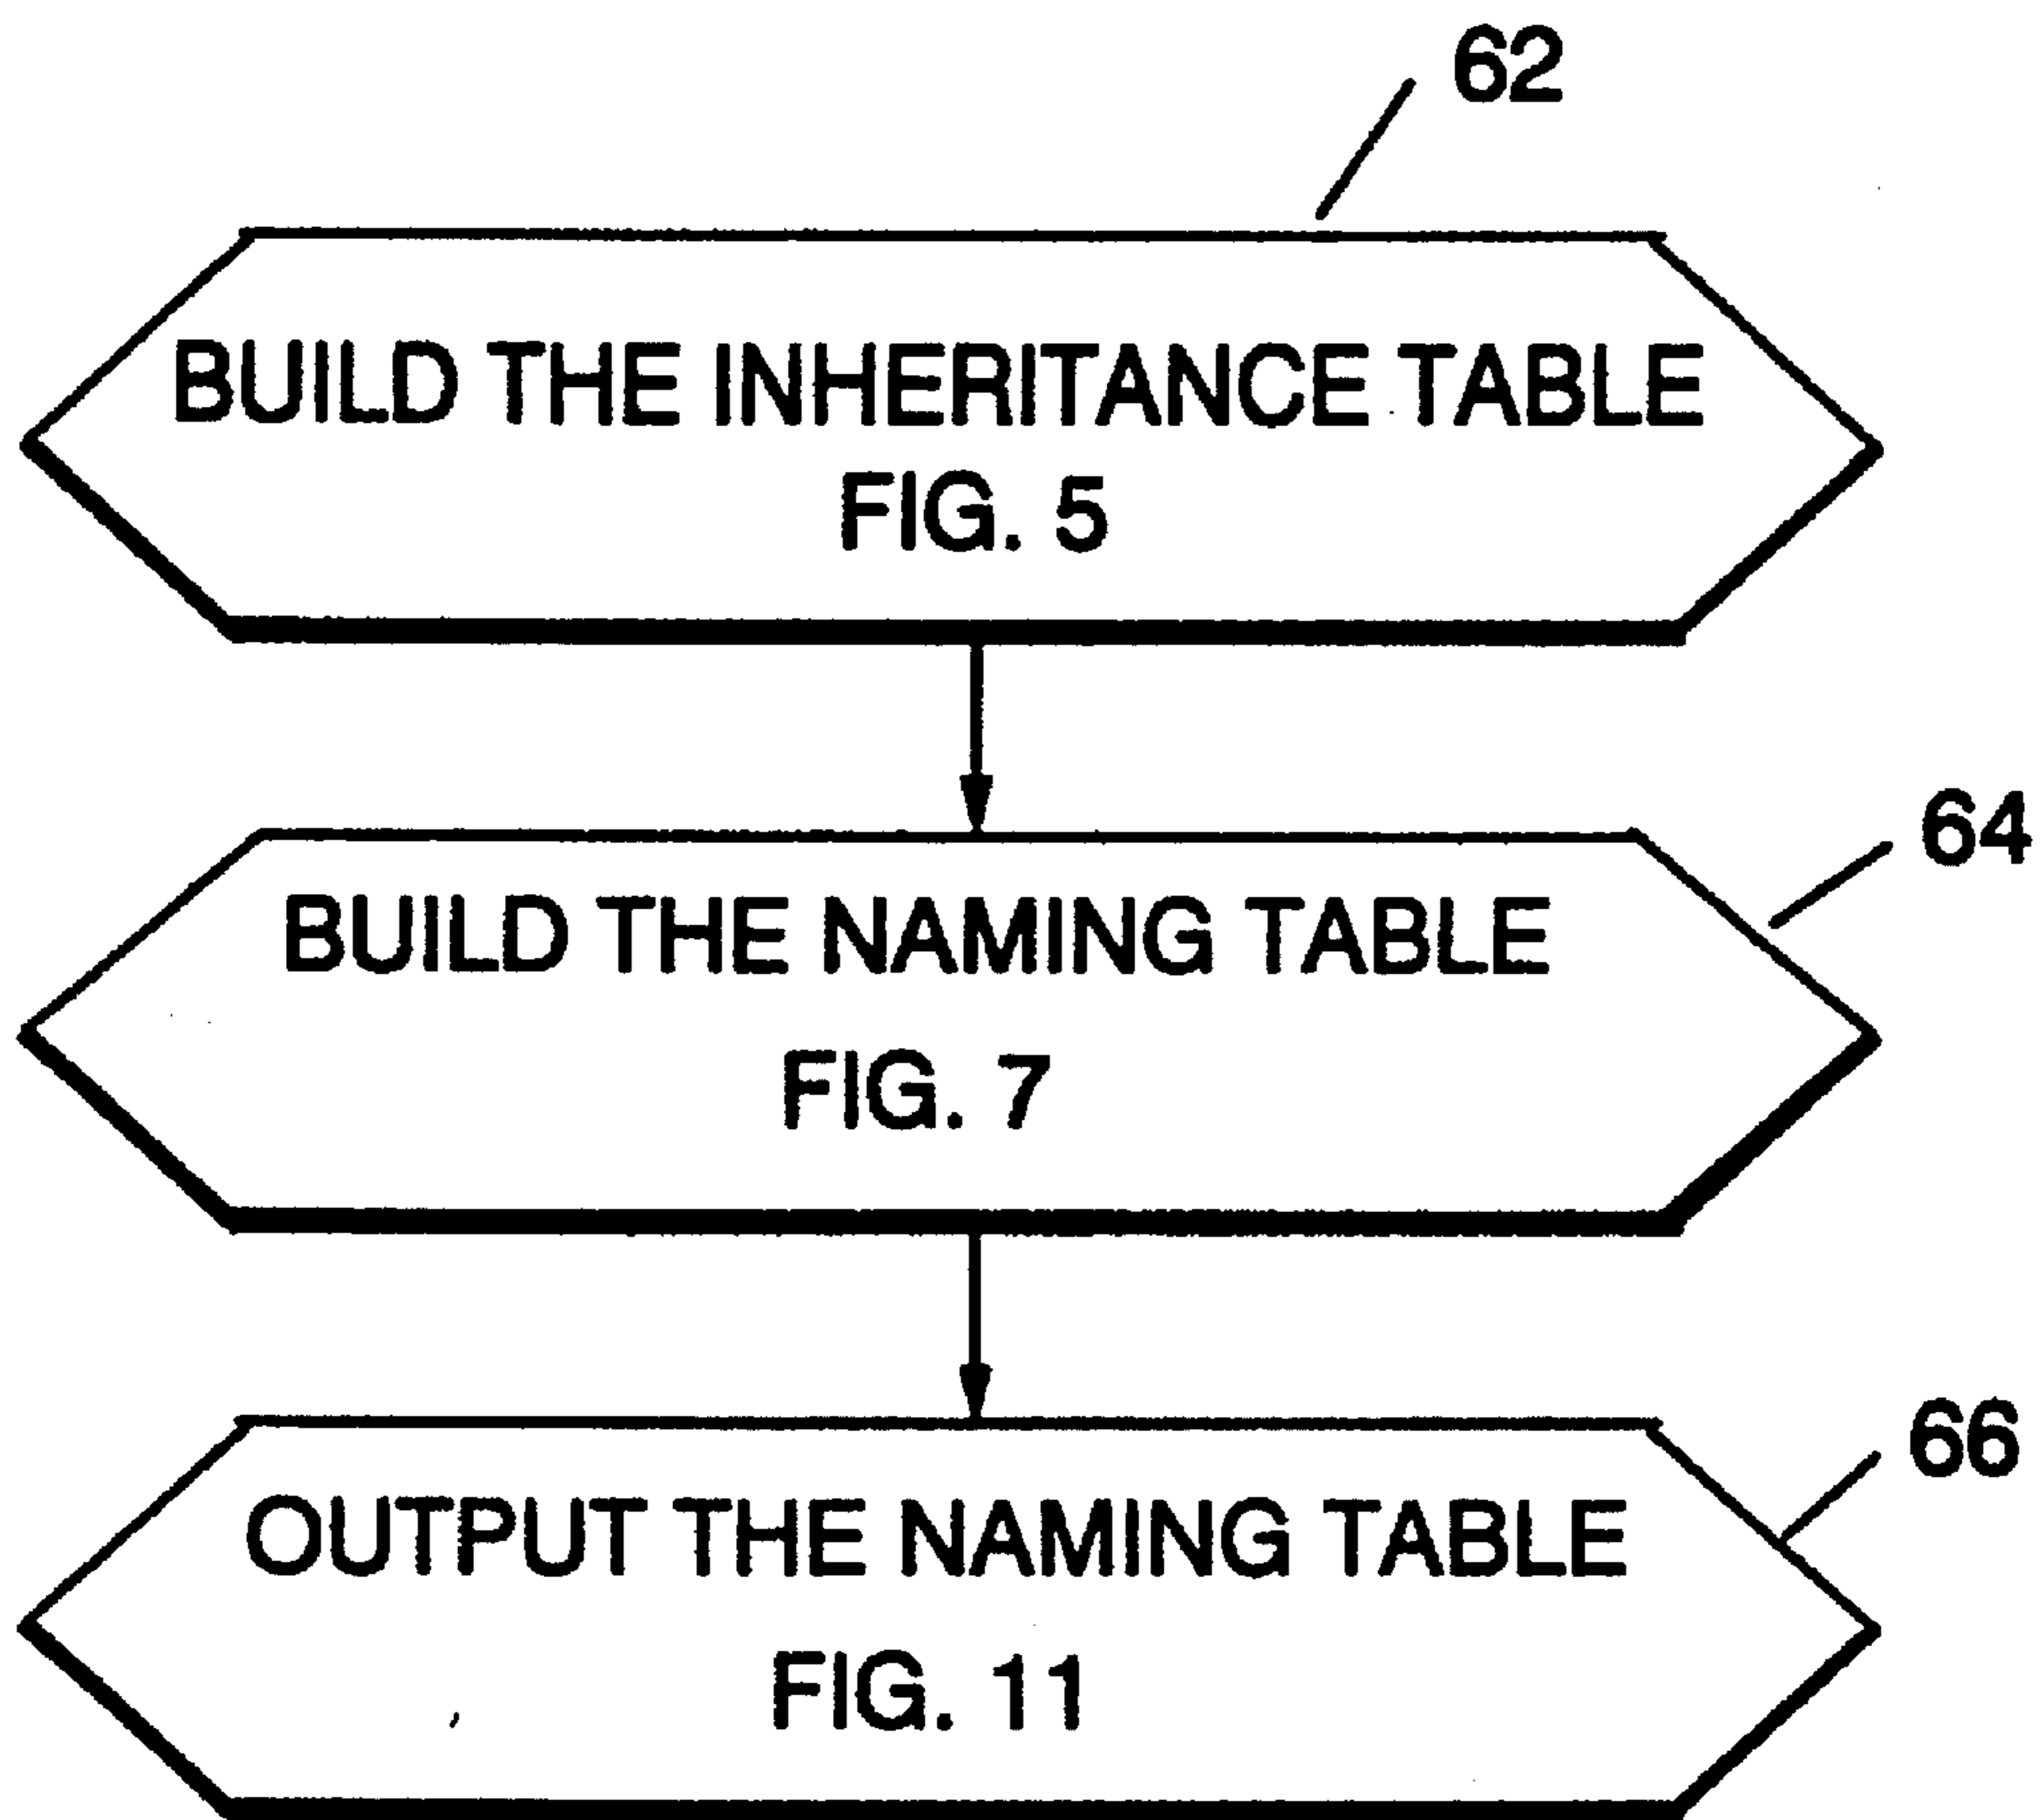 62
BUILD THE INHERITANCE TABLE
FIG. 5
64
BUILD THE NAMING TABLE
FIG. 7
66
OUTPUT THE NAMING TABLE
FIG. 11